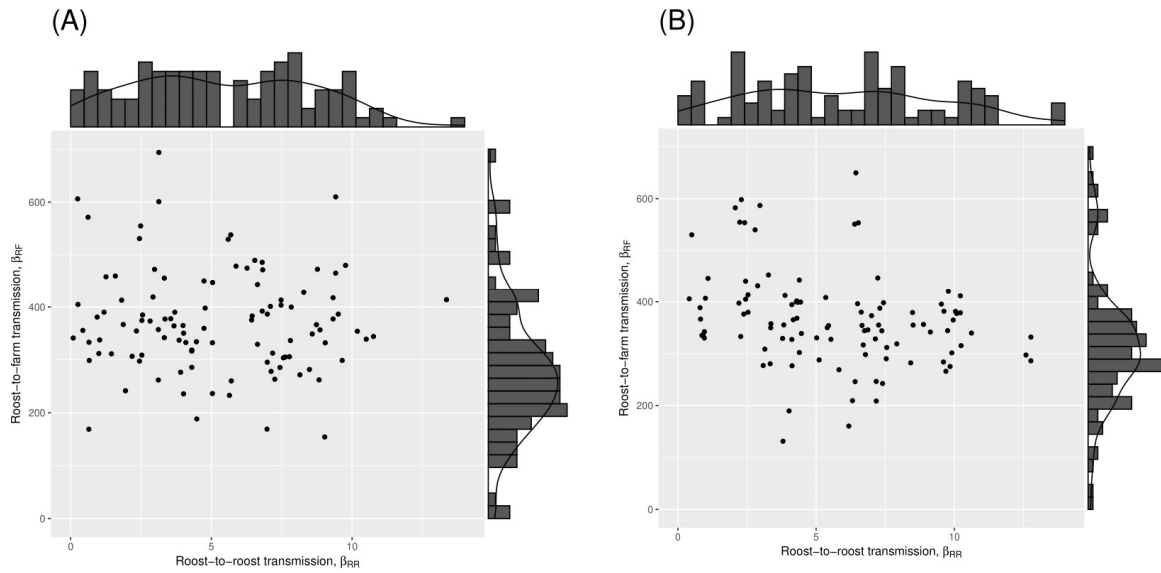 (A)
600
400
200
0
Roost-to-farm transmission, βRF
0 5 10
Roost-to-roost transmission, βRR
(B)
600
400
200
0
Roost-to-farm transmission, βRF
0 5 10
Roost-to-roost transmission, βRR